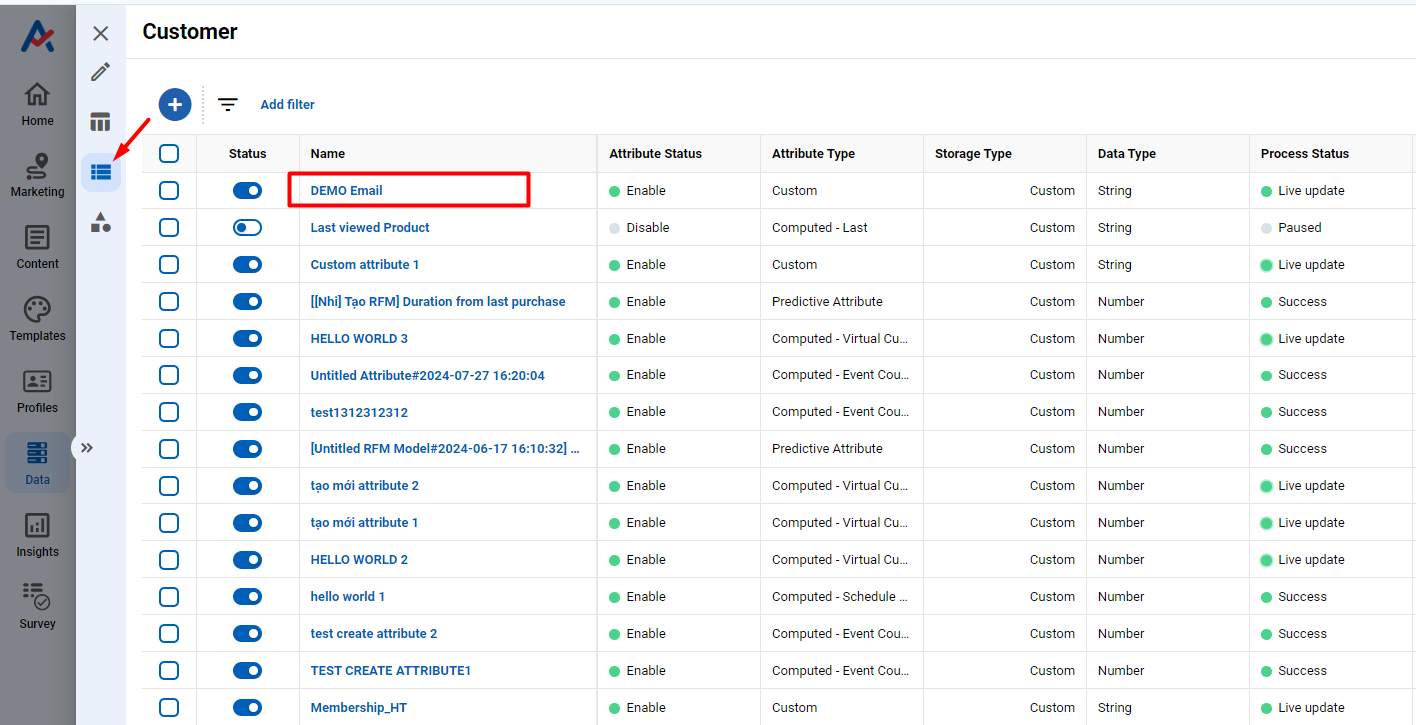 Customer
Add filter
Home
Marketing
Content
Templates
Profiles
Data
Insights
Survey
Status Name Attribute Status Attribute Type Storage Type Data Type Process Status
DEMO Email Enable Custom Custom String Live update
Last viewed Product Disable Computed - Last Custom String Paused
Custom attribute 1 Enable Custom Custom String Live update
[[Nhi] Tạo RFM] Duration from last purchase Enable Predictive Attribute Custom Number Success
HELLO WORLD 3 Enable Computed - Virtual Cu... Custom Number Live update
Untitled Attribute#2024-07-27 16:20:04 Enable Computed - Event Cou... Custom Number Success
test1312312312 Enable Computed - Event Cou... Custom Number Success
[Untitled RFM Model#2024-06-17 16:10:32] ... Enable Predictive Attribute Custom Number Success
tạo mới attribute 2 Enable Computed - Virtual Cu... Custom Number Live update
tạo mới attribute 1 Enable Computed - Virtual Cu... Custom Number Live update
HELLO WORLD 2 Enable Computed - Virtual Cu... Custom Number Live update
hello world 1 Enable Computed - Schedule ... Custom Number Success
test create attribute 2 Enable Computed - Event Cou... Custom Number Success
TEST CREATE ATTRIBUTE1 Enable Computed - Event Cou... Custom Number Success
Membership_HT Enable Custom Custom String Live update